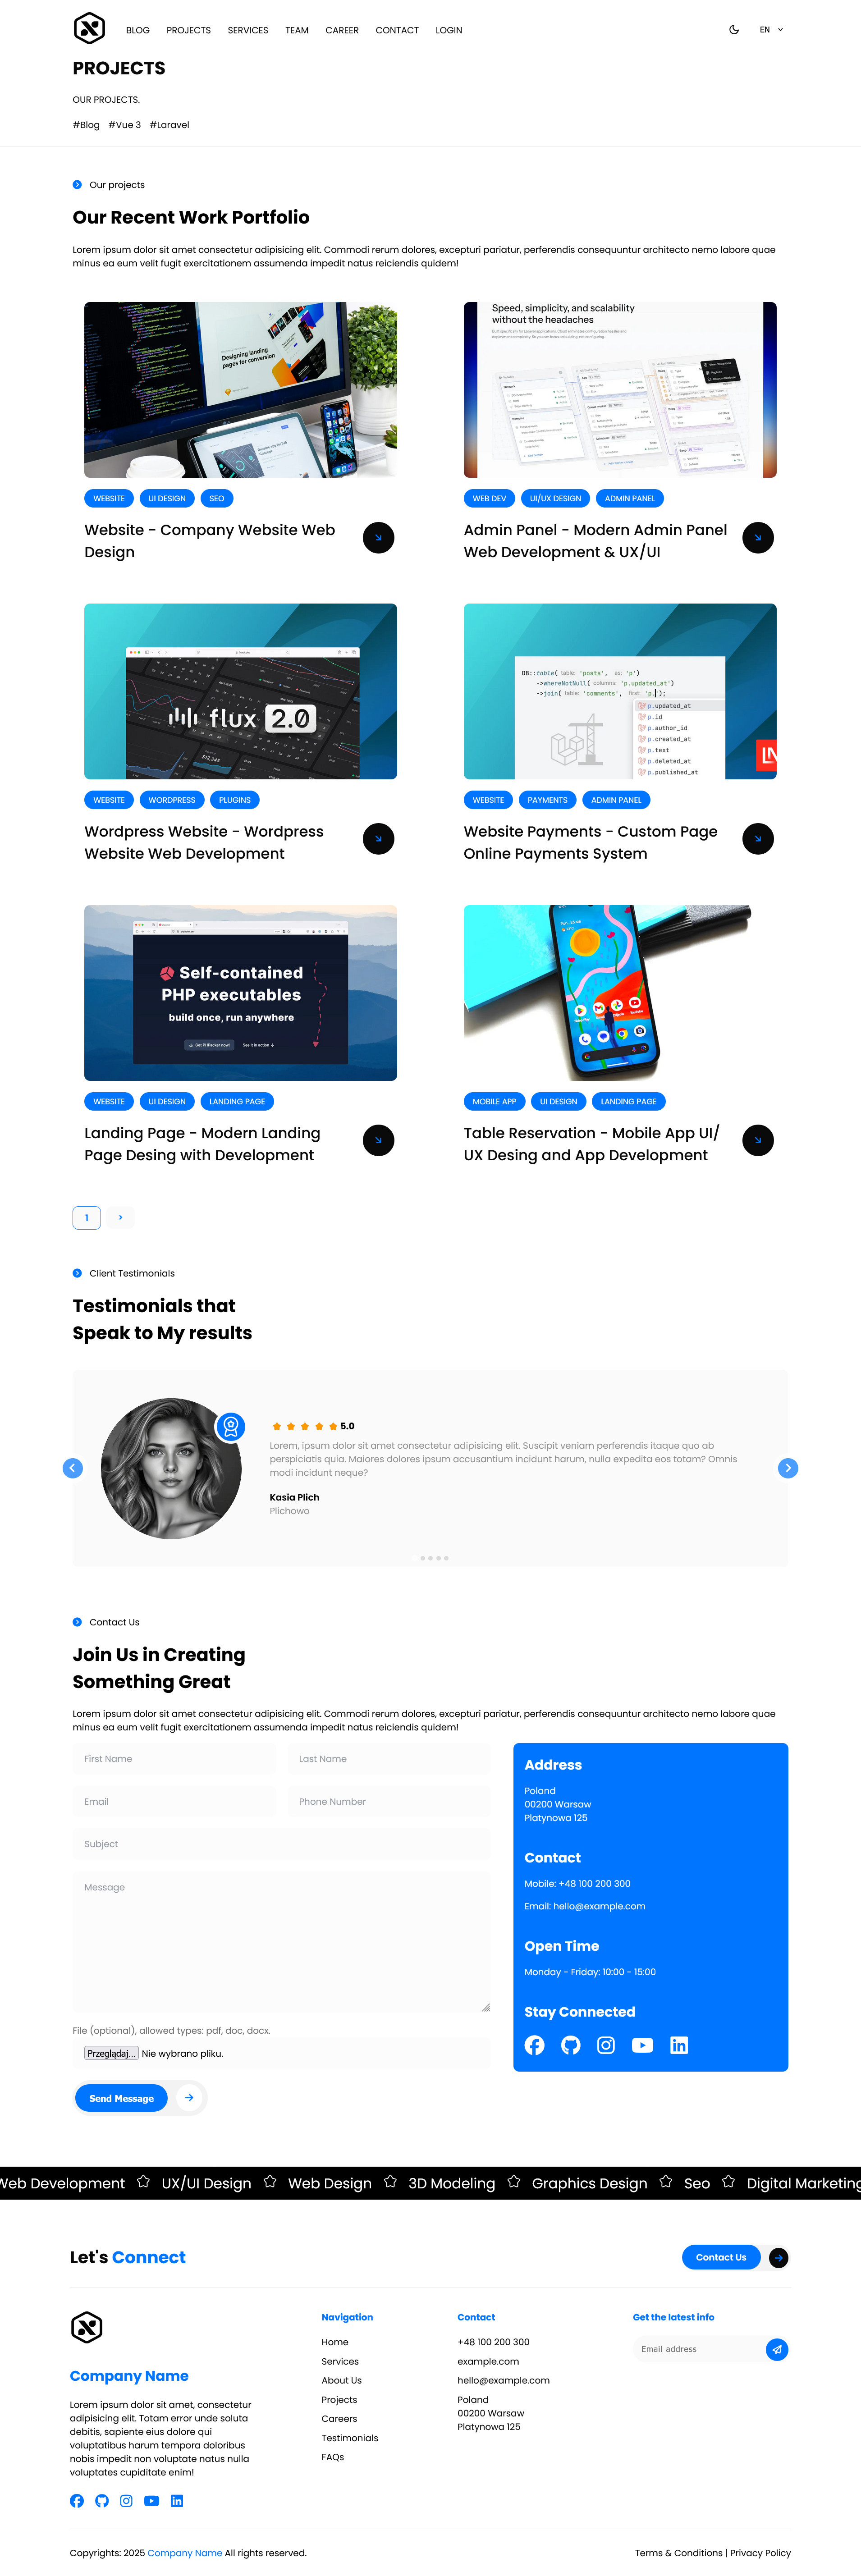 BLOG PROJECTS SERVICES TEAM CAREER CONTACT LOGIN EN
PROJECTS
OUR PROJECTS.
#Blog #Vue 3 #Laravel
Our projects
Our Recent Work Portfolio
Lorem ipsum dolor sit amet consectetur adipisicing elit. Commodi rerum dolores, excepturi pariatur, perferendis consequuntur architecto nemo labore quae
minus ea eum velit fugit exercitationem assumenda impedit natus reiciendis quidem!
Designing landing
pages for conversion
Speed, simplicity, and scalability
without the headaches
WEBSITE UI DESIGN SEO
Website - Company Website Web
Design
WEB DEV UI/UX DESIGN ADMIN PANEL
Admin Panel - Modern Admin Panel
Web Development & UX/UI
flux 2.0
DB::table( table: 'posts', as: 'p')
->whereNotNull( columns: 'p.updated_at')
->join( table: 'comments', first: 'p.');
p.updated_at
p.id
p.author_id
p.created_at
p.text
p.deleted_at
p.published_at
WEBSITE WORDPRESS PLUGINS
Wordpress Website - Wordpress
Website Web Development
WEBSITE PAYMENTS ADMIN PANEL
Website Payments - Custom Page
Online Payments System
Self-contained
PHP executables
build once, run anywhere
Get PHPacker now! See it in action
WEBSITE UI DESIGN LANDING PAGE
Landing Page - Modern Landing
Page Desing with Development
MOBILE APP UI DESIGN LANDING PAGE
Table Reservation - Mobile App UI/
UX Desing and App Development
1 >
Client Testimonials
Testimonials that
Speak to My results
5.0
Lorem, ipsum dolor sit amet consectetur adipisicing elit. Suscipit veniam perferendis itaque quo ab
perspiciatis quia. Maiores dolores ipsum accusantium incidunt harum, nulla expedita eos totam? Omnis
modi incidunt neque?
Kasia Plich
Plichowo
Contact Us
Join Us in Creating
Something Great
Lorem ipsum dolor sit amet consectetur adipisicing elit. Commodi rerum dolores, excepturi pariatur, perferendis consequuntur architecto nemo labore quae
minus ea eum velit fugit exercitationem assumenda impedit natus reiciendis quidem!
First Name Last Name
Email Phone Number
Subject
Message
File (optional), allowed types: pdf, doc, docx.
Przeglądaj... Nie wybrano pliku.
Send Message
Address
Poland
00200 Warsaw
Platynowa 125
Contact
Mobile: +48 100 200 300
Email: hello@example.com
Open Time
Monday - Friday: 10:00 - 15:00
Stay Connected
Web Development UX/UI Design Web Design 3D Modeling Graphics Design Seo Digital Marketing
Let's Connect
Contact Us
Company Name
Lorem ipsum dolor sit amet, consectetur
adipisicing elit. Totam error unde soluta
debitis, sapiente eius dolore qui
voluptatibus harum tempora doloribus
nobis impedit non voluptate natus nulla
voluptates cupiditate enim!
Navigation
Home
Services
About Us
Projects
Careers
Testimonials
FAQs
Contact
+48 100 200 300
example.com
hello@example.com
Poland
00200 Warsaw
Platynowa 125
Get the latest info
Email address
Copyrights: 2025 Company Name All rights reserved.
Terms & Conditions | Privacy Policy